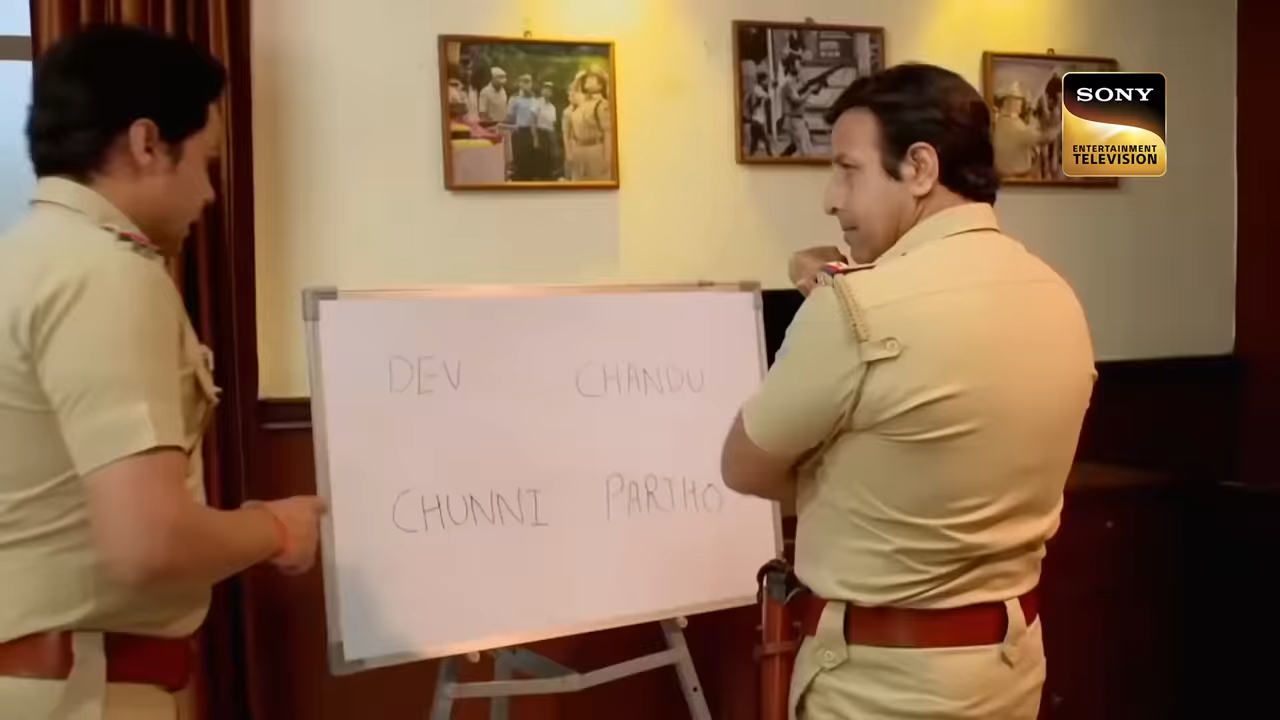 SONY
ENTERTAINMENT
TELEVISION
DEV CHANDU
CHUNNI PARTHO